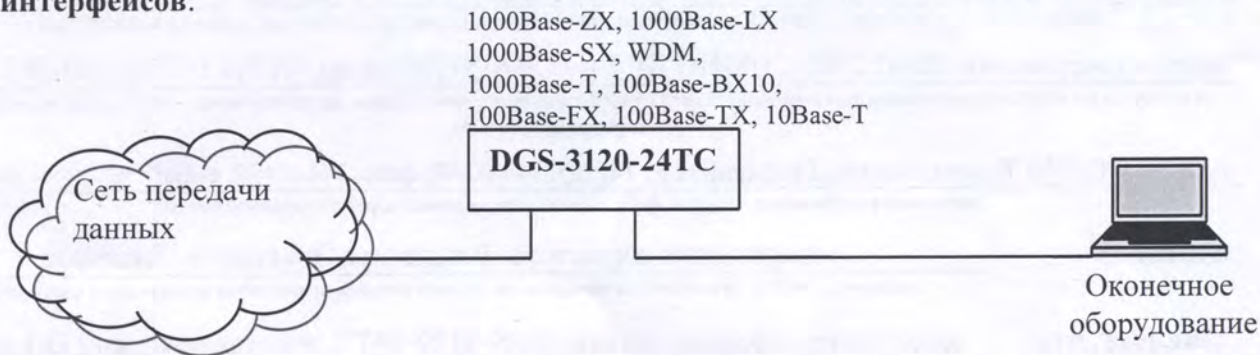 интерфейсов.
1000Base-ZX, 1000Base-LX
1000Base-SX, WDM,
1000Base-T, 100Base-BX10,
100Base-FX, 100Base-TX, 10Base-T
DGS-3120-24TC
Сеть передачи
данных
Оконечное
оборудование